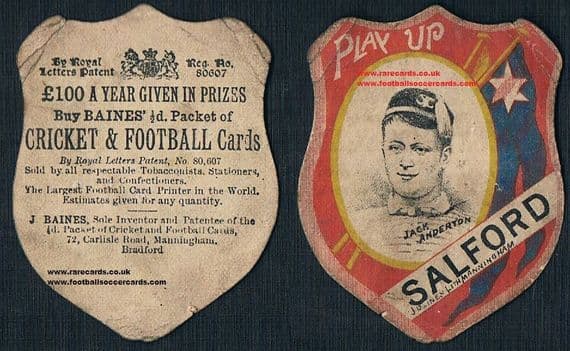 By Royal Reg. No.
Letters Patent 80607
£100 A YEAR GIVEN IN PRIZES
Buy BAINES' ½d. Packet of
CRICKET & FOOTBALL Cards
By Royal Letters Patent, No. 80,607
Sold by all respectable Tobacconists, Stationers,
and Confectioners.
The Largest Football Card Printer in the World.
Estimates given for any quantity.
J. BAINES, Sole Inventor and Patentee of the
½d. Packet of Cricket and Football Cards,
72, Carlisle Road, Manningham,
Bradford
www.rarecards.co.uk
www.footballsoccercards.com
PLAY UP
www.rarecards.co.uk
www.footballsoccercards.com
JACK
ANDERTON
SALFORD
MANNINGHAM